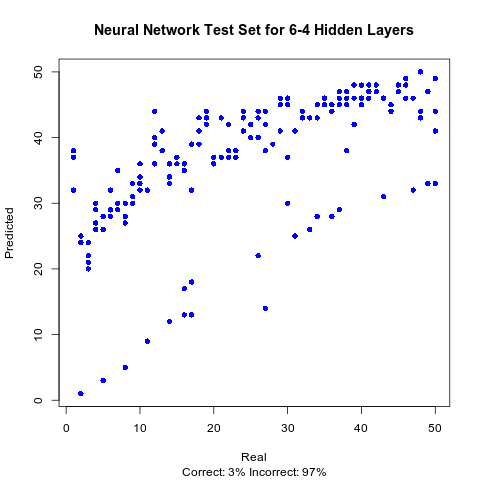 Neural Network Test Set for 6-4 Hidden Layers
Predicted
50
40
30
20
10
0
0 10 20 30 40 50
Real
Correct: 3% Incorrect: 97%